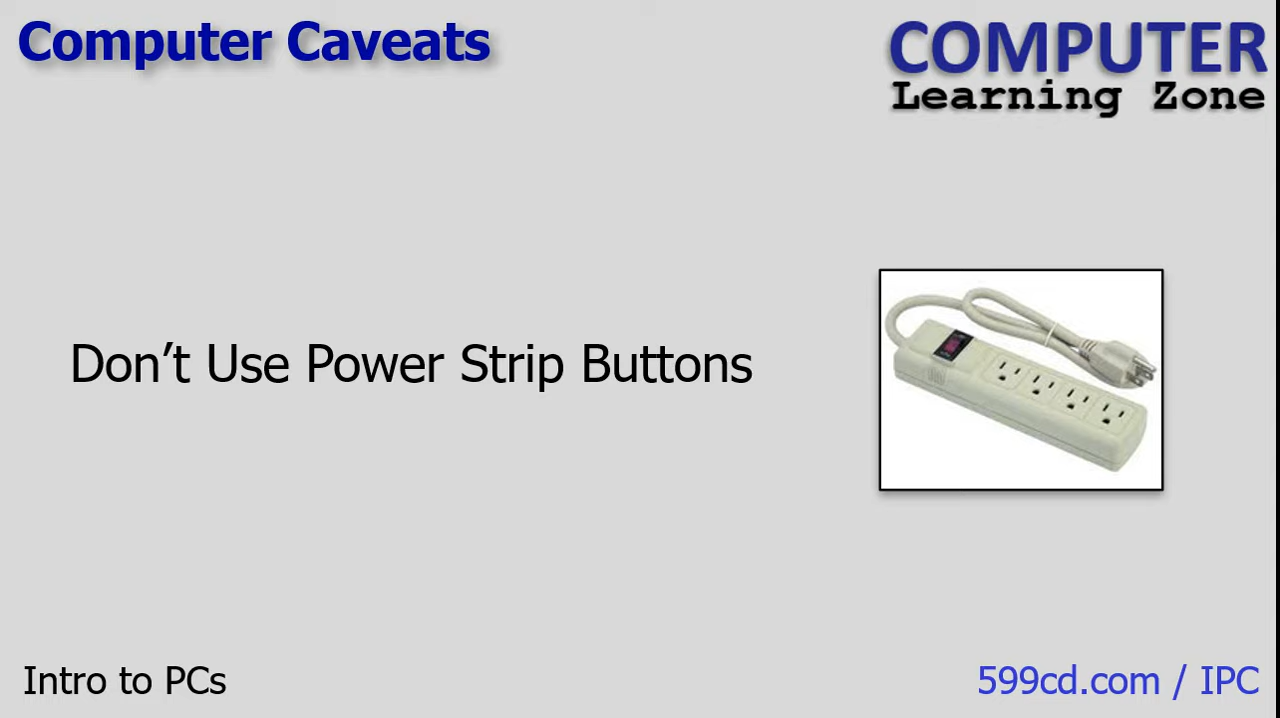 Computer Caveats
COMPUTER
Learning Zone
Don’t Use Power Strip Buttons
Intro to PCs
599cd.com / IPC